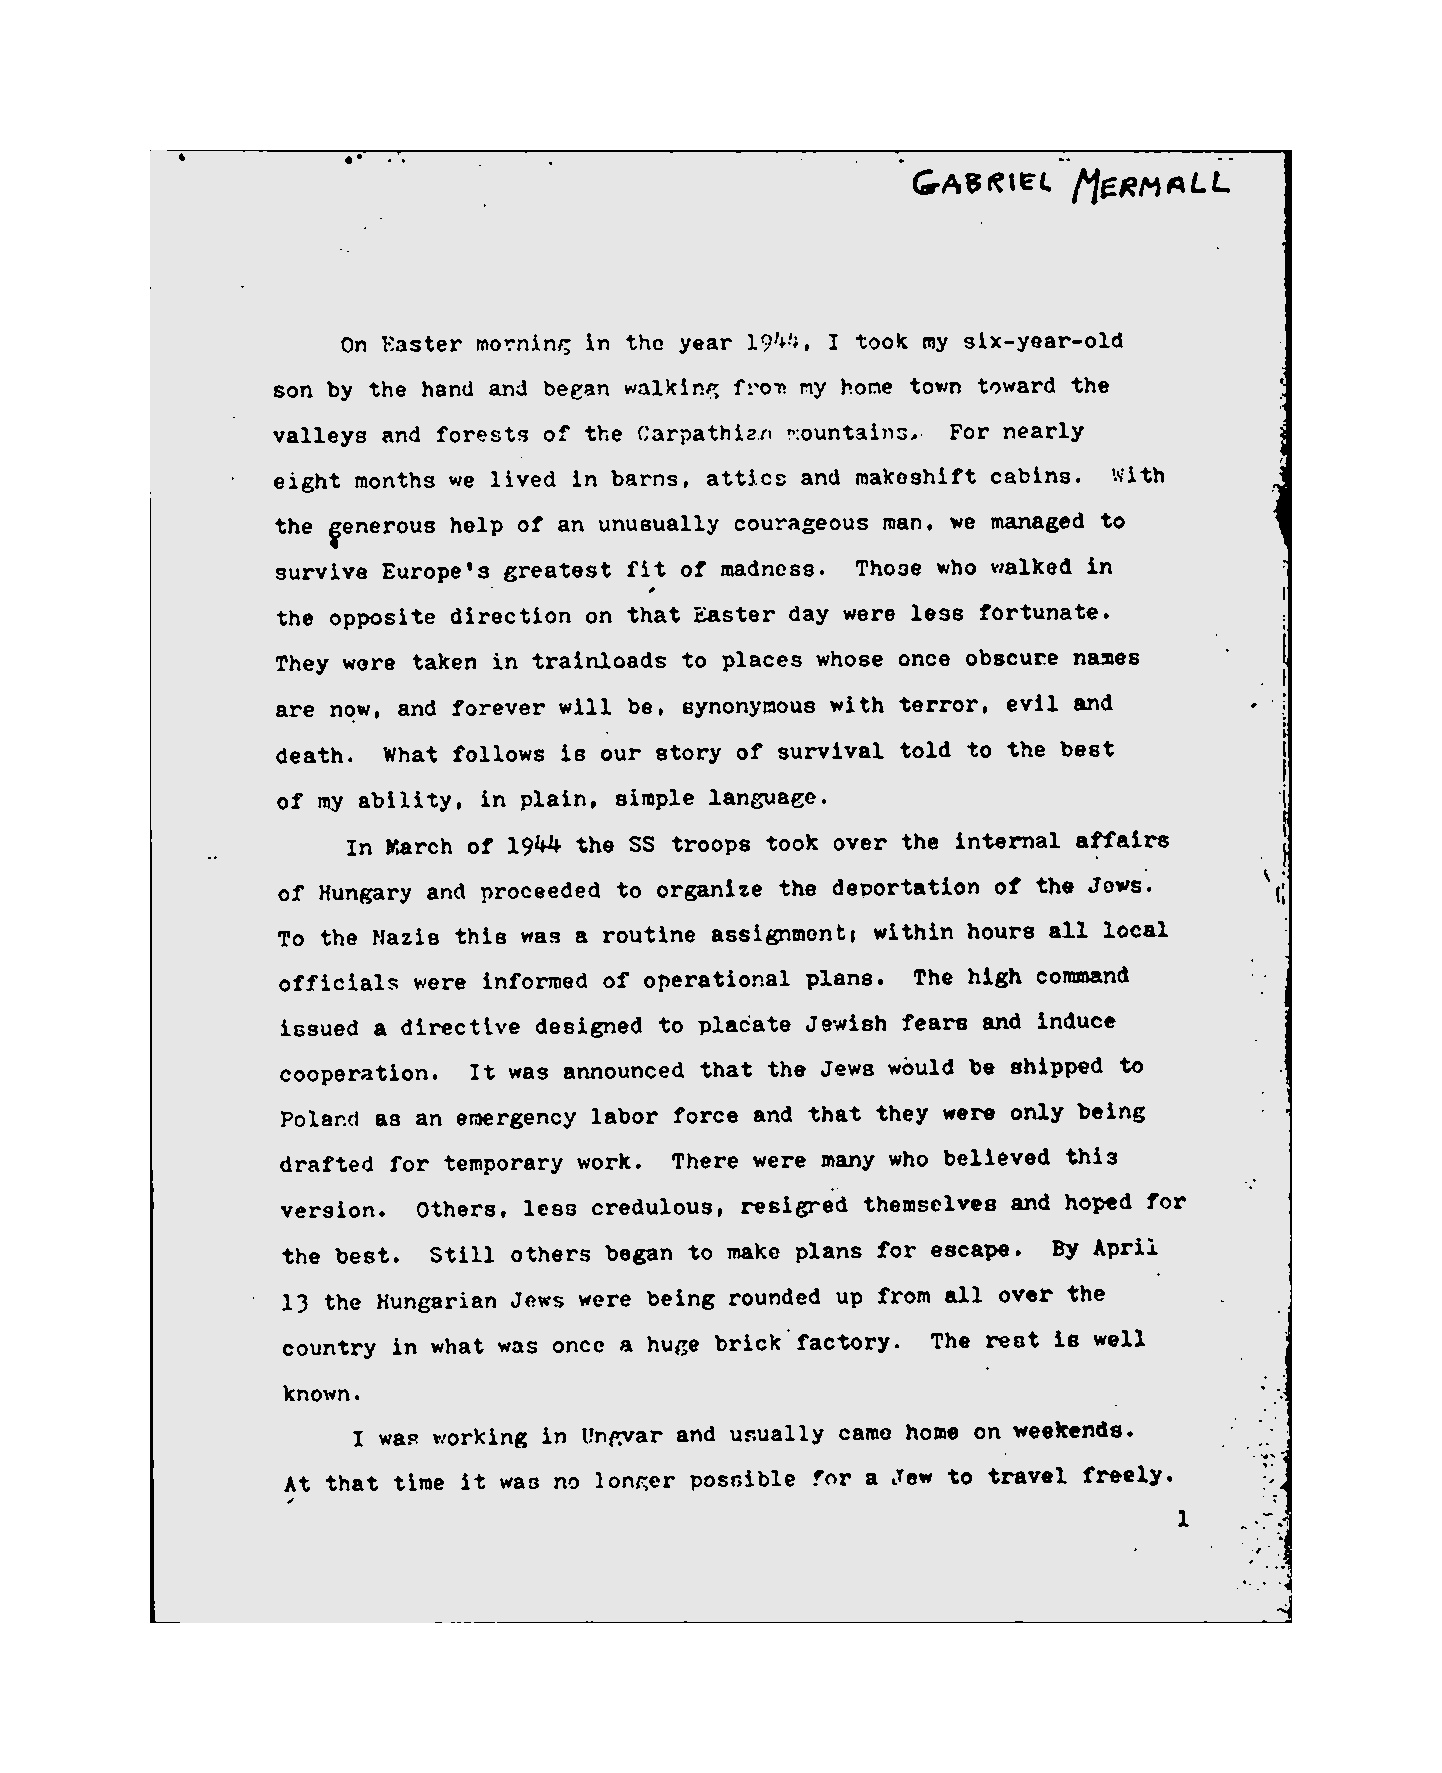 GABRIEL MERMALL
On Easter morning in the year 1944, I took my six-year-old
son by the hand and began walking from my home town toward the
valleys and forests of the Carpathian mountains. For nearly
eight months we lived in barns, attics and makeshift cabins. With
the generous help of an unusually courageous man, we managed to
survive Europe's greatest fit of madness. Those who walked in
the opposite direction on that Easter day were less fortunate.
They were taken in trainloads to places whose once obscure names
are now, and forever will be, synonymous with terror, evil and
death. What follows is our story of survival told to the best
of my ability, in plain, simple language.
In March of 1944 the SS troops took over the internal affairs
of Hungary and proceeded to organize the deportation of the Jews.
To the Nazis this was a routine assignment; within hours all local
officials were informed of operational plans. The high command
issued a directive designed to placate Jewish fears and induce
cooperation. It was announced that the Jews would be shipped to
Poland as an emergency labor force and that they were only being
drafted for temporary work. There were many who believed this
version. Others, less credulous, resigned themselves and hoped for
the best. Still others began to make plans for escape. By April
13 the Hungarian Jews were being rounded up from all over the
country in what was once a huge brick factory. The rest is well
known.
I was working in Ungvar and usually came home on weekends.
At that time it was no longer possible for a Jew to travel freely.
1